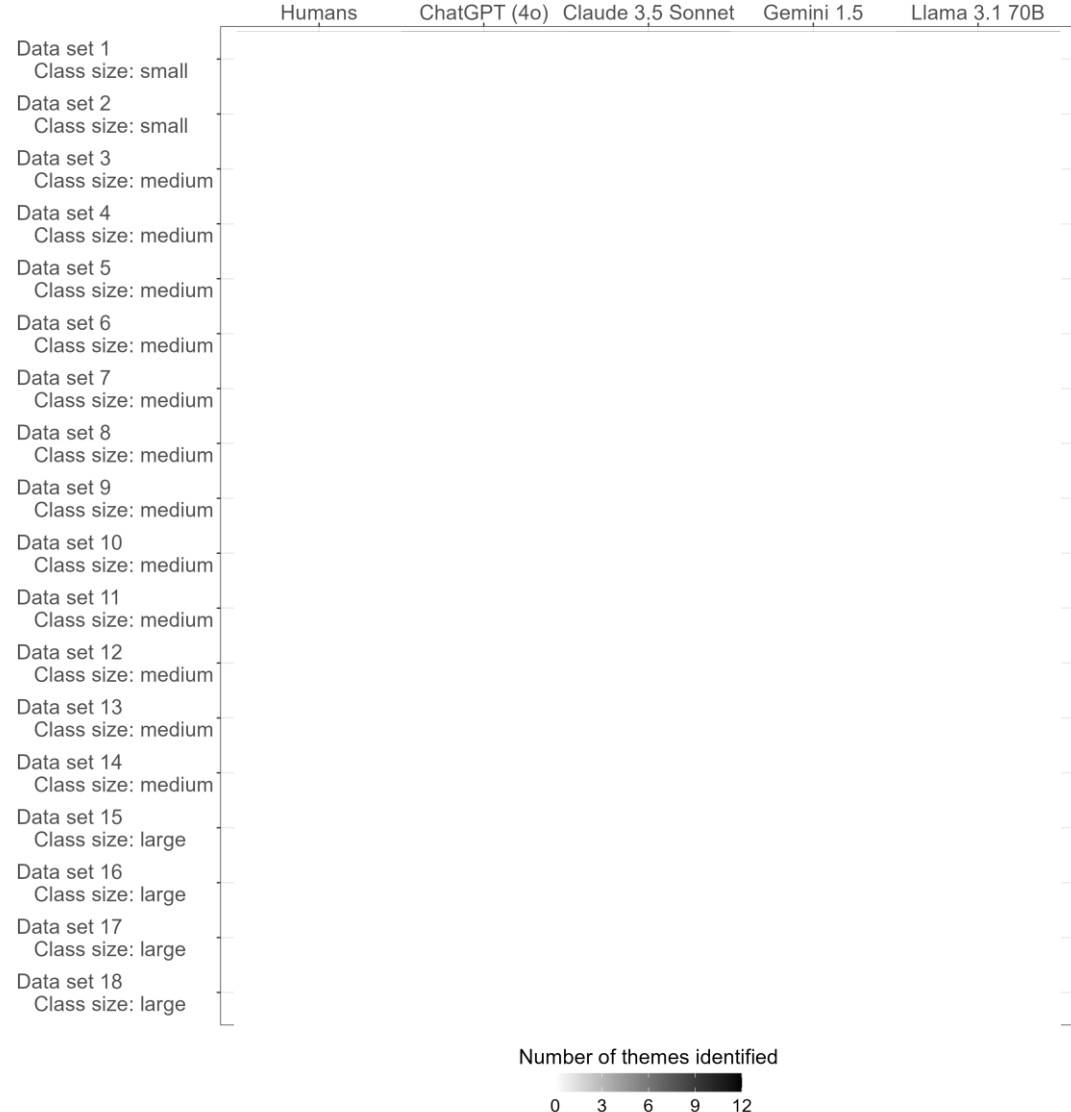 Humans ChatGPT (4o) Claude 3.5 Sonnet Gemini 1.5 Llama 3.1 70B
Data set 1
Class size: small
Data set 2
Class size: small
Data set 3
Class size: medium
Data set 4
Class size: medium
Data set 5
Class size: medium
Data set 6
Class size: medium
Data set 7
Class size: medium
Data set 8
Class size: medium
Data set 9
Class size: medium
Data set 10
Class size: medium
Data set 11
Class size: medium
Data set 12
Class size: medium
Data set 13
Class size: medium
Data set 14
Class size: medium
Data set 15
Class size: large
Data set 16
Class size: large
Data set 17
Class size: large
Data set 18
Class size: large
Number of themes identified
0 3 6 9 12